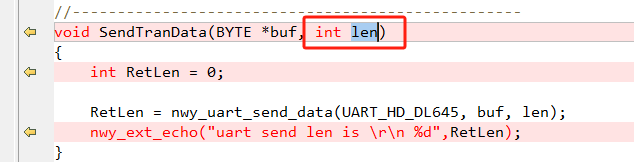 //----------------------------------------------------
void SendTranData(BYTE *buf, int len)
{
int RetLen = 0;
RetLen = nwy_uart_send_data(UART_HD_DL645, buf, len);
nwy_ext_echo("uart send len is \r\n %d",RetLen);
}